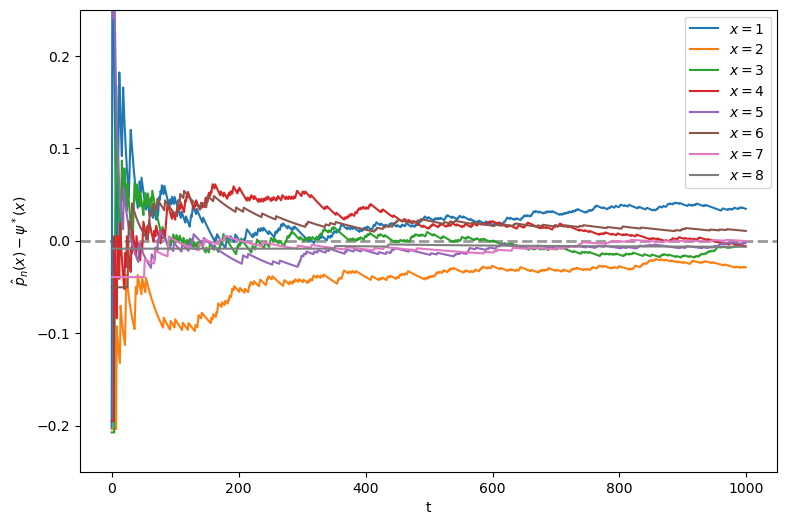 0.2
0.1
0.0
−0.1
−0.2
0
200
400
600
800
1000
t
p̂ₙ(x) − ψ*(x)
x = 1
x = 2
x = 3
x = 4
x = 5
x = 6
x = 7
x = 8